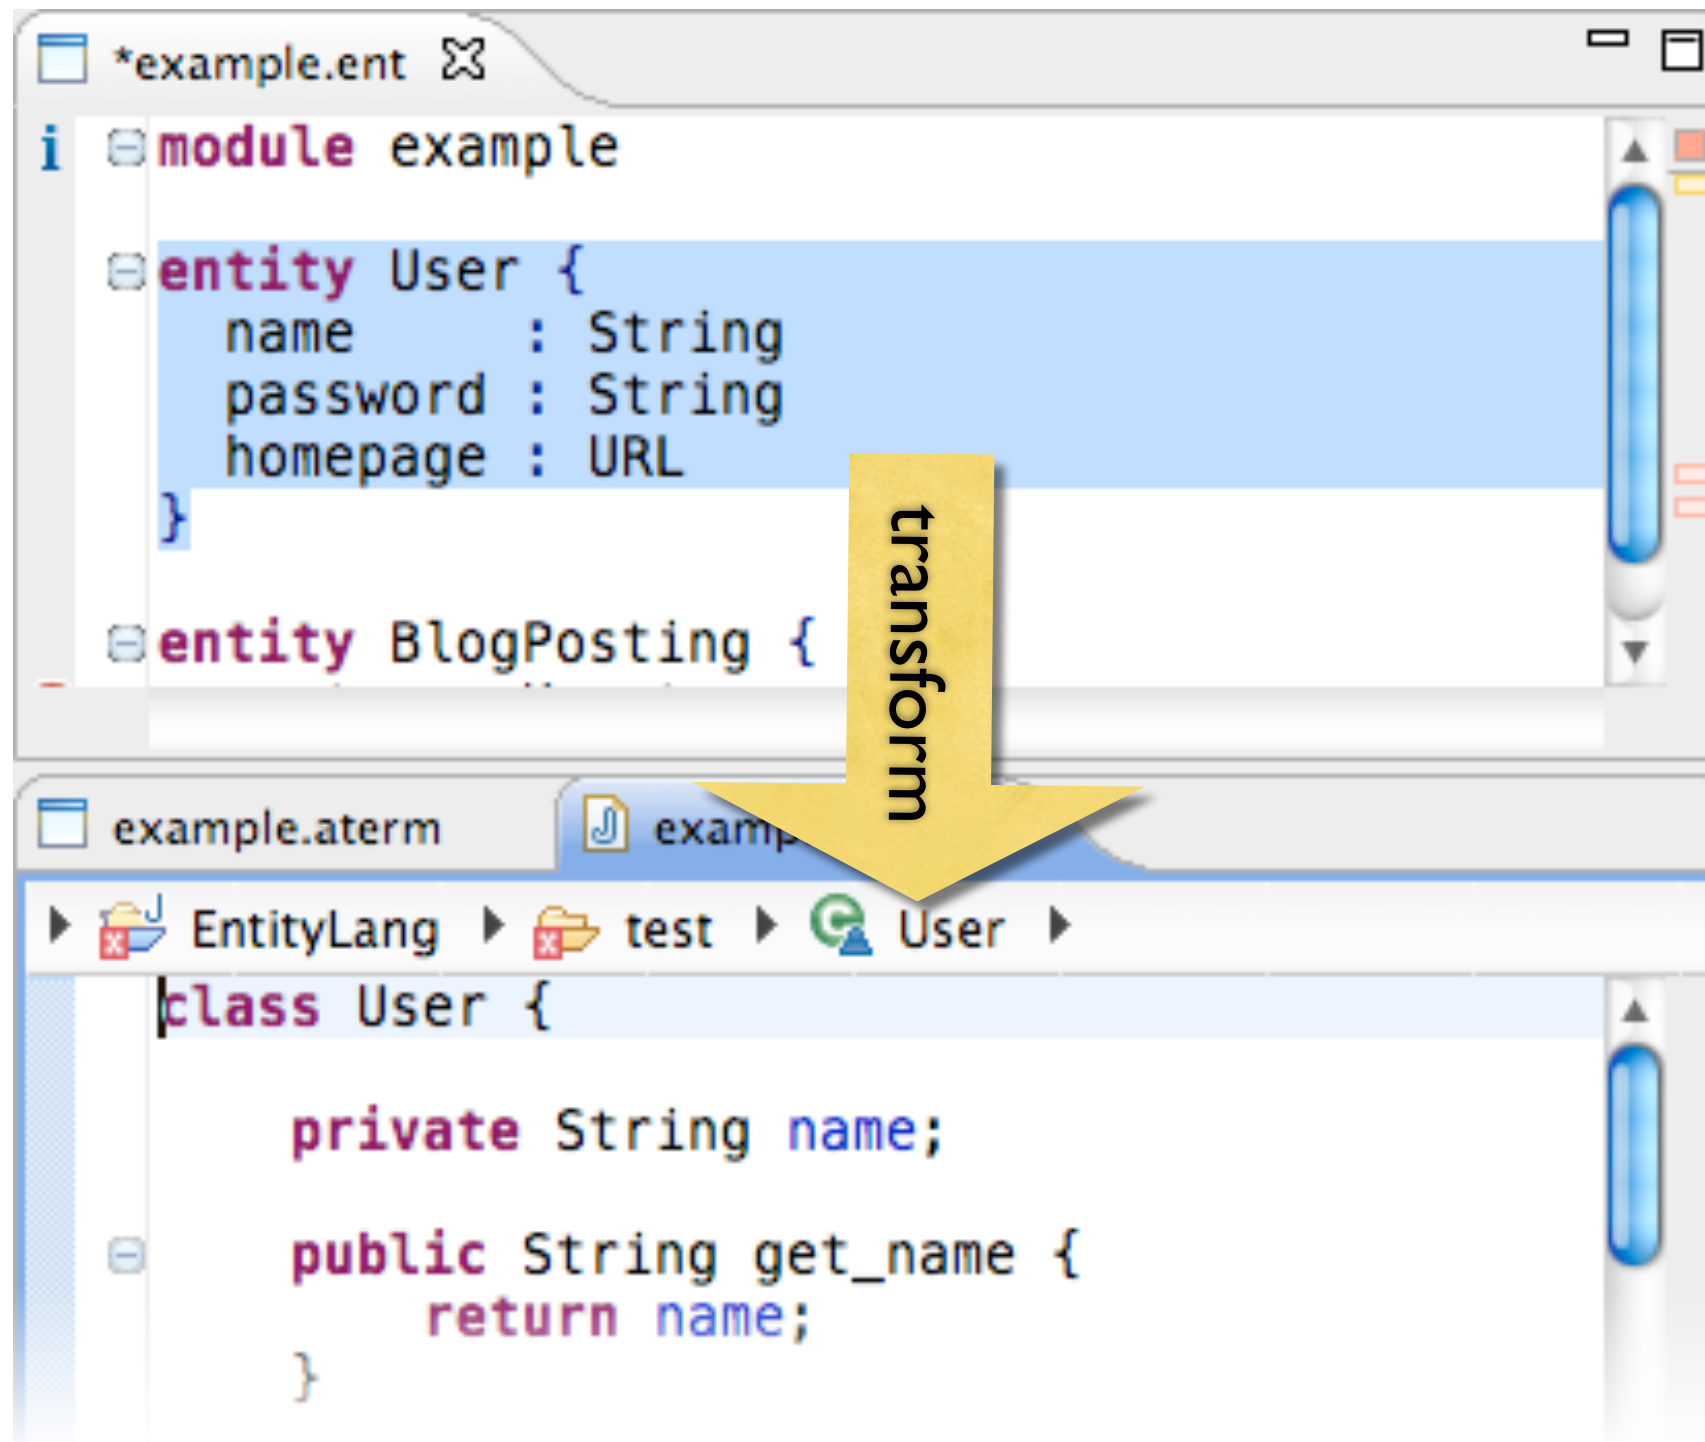 *example.ent
module example
entity User {
name : String
password : String
homepage : URL
}
entity BlogPosting {
transform
example.aterm
EntityLang test User
class User {
private String name;
public String get_name {
return name;
}